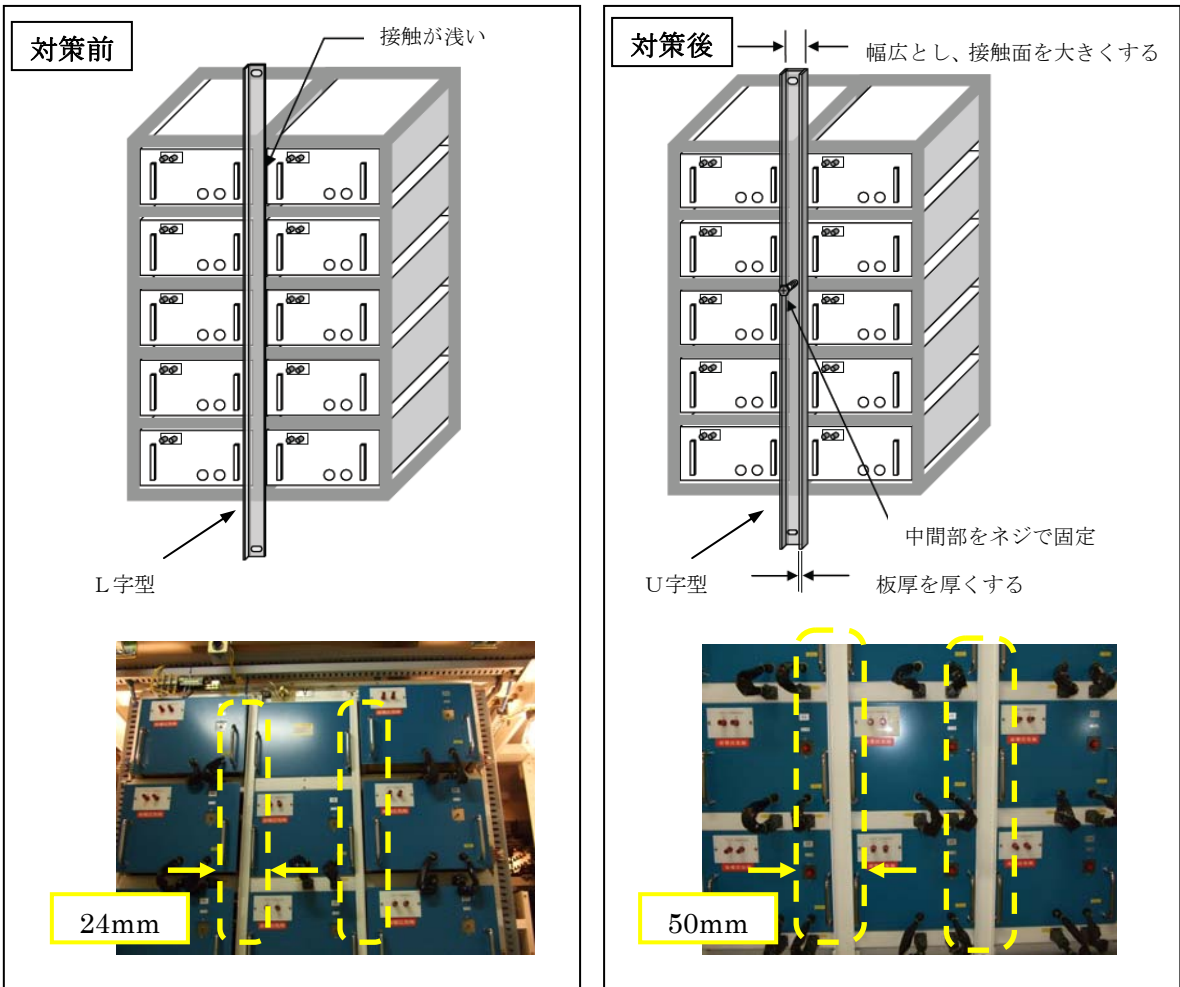 対策前
接触が浅い
L字型
24mm
対策後
幅広とし、接触面を大きくする
中間部をネジで固定
U字型
板厚を厚くする
50mm